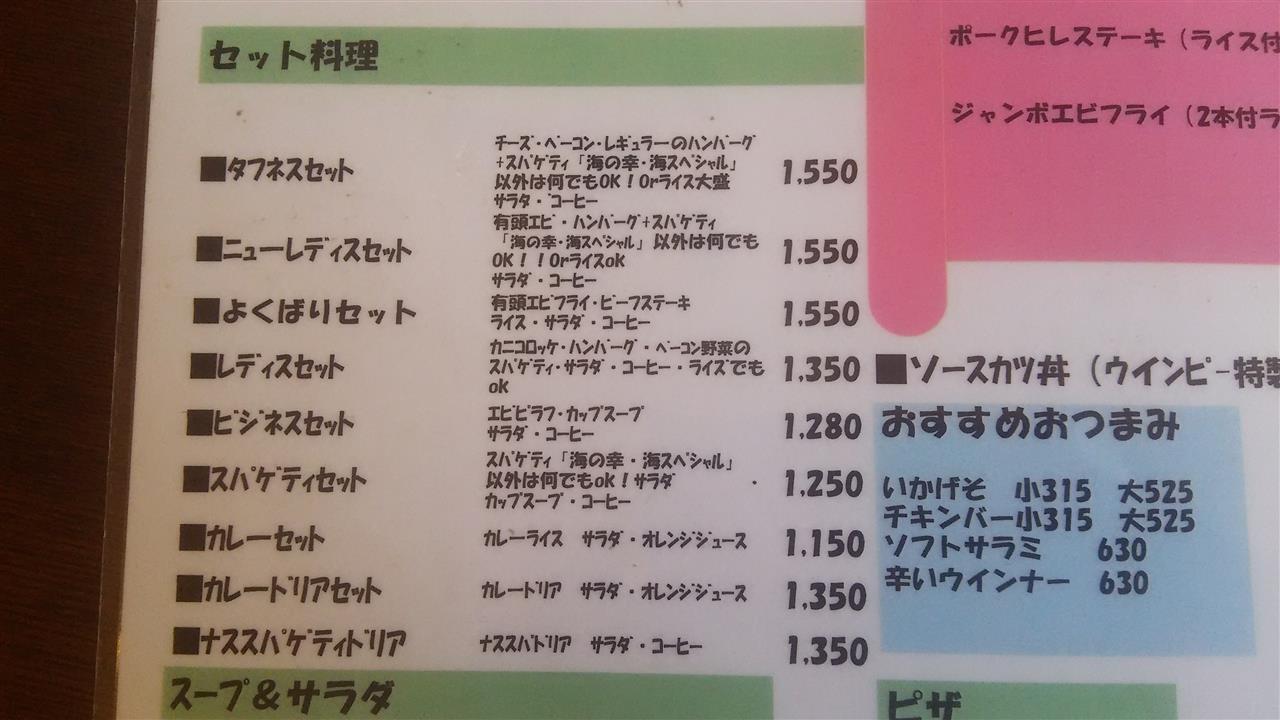 セット料理
■タフネスセット
チーズ・ベーコン・レギュラーのハンバーグ
+スパゲティ「海の幸・海スペシャル」
以外は何でもOK!Orライス大盛
サラダ・コーヒー
1,550
■ニューレディスセット
有頭エビ・ハンバーグ+スパゲティ
「海の幸・海スペシャル」以外は何でも
OK!!Orライスok
サラダ・コーヒー
1,550
■よくばりセット
有頭エビフライ・ビーフステーキ
ライス・サラダ・コーヒー
1,550
■レディスセット
カニコロッケ・ハンバーグ・ベーコン野菜の
スパゲティ・サラダ・コーヒー・ライスでも
ok
1,350
■ビジネスセット
エビピラフ・カップスープ
サラダ・コーヒー
1,280
■スパゲティセット
スパゲティ「海の幸・海スペシャル」
以外は何でもok!サラダ・
カップスープ・コーヒー
1,250
■カレーセット
カレーライス サラダ・オレンジジュース
1,150
■カレードリアセット
カレードリア サラダ・オレンジジュース
1,350
■ナススパゲティドリア
ナススパドリア サラダ・コーヒー
1,350
スープ&サラダ
ポークヒレステーキ(ライス付
ジャンボエビフライ(2本付ラ
■ソースカツ丼(ウインピー特製
おすすめおつまみ
いかげそ 小315 大525
チキンバー小315 大525
ソフトサラミ 630
辛いウインナー 630
ピザ